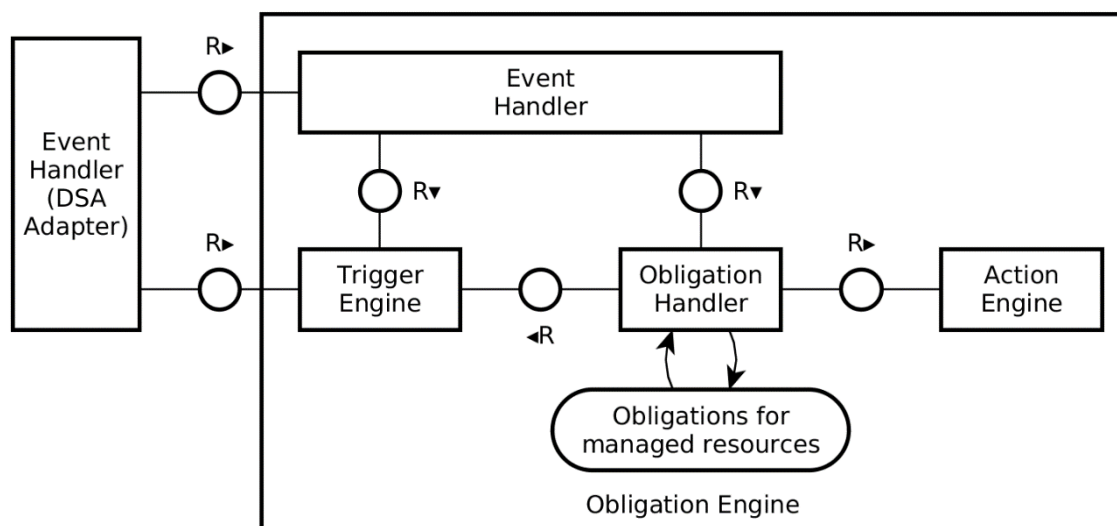 R►
Event
Handler
Event
Handler
(DSA
Adapter)
R▼
R▼
R►
Trigger
Engine
◄R
Obligation
Handler
R►
Action
Engine
Obligations for
managed resources
Obligation Engine